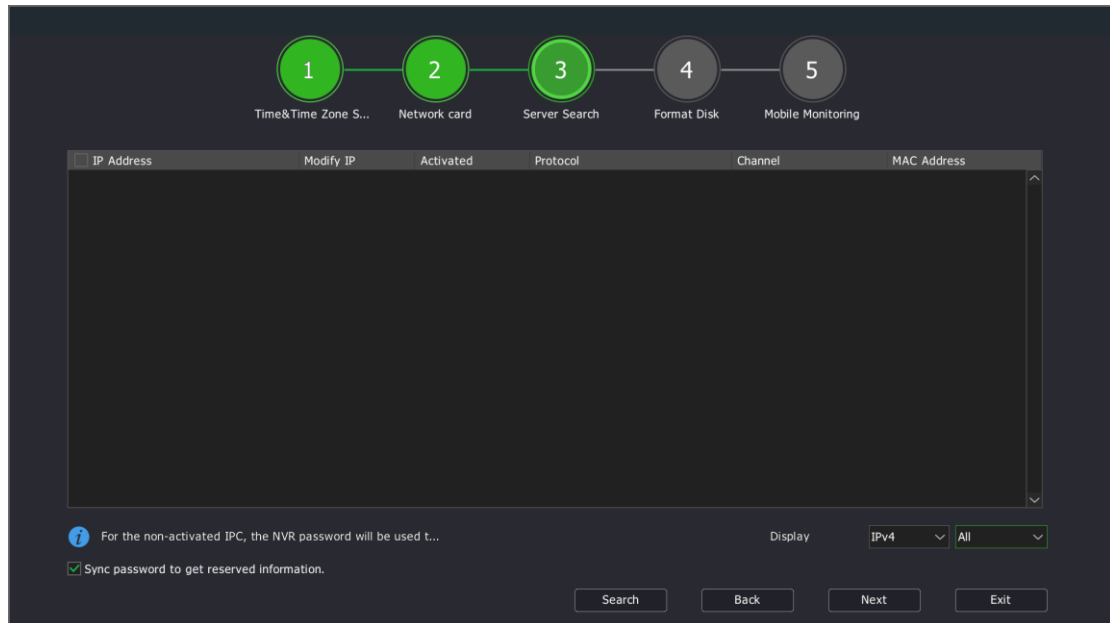 1 2 3 4 5
Time&Time Zone S... Network card Server Search Format Disk Mobile Monitoring
IP Address Modify IP Activated Protocol Channel MAC Address
For the non-activated IPC, the NVR password will be used t... Display IPv4 All
Sync password to get reserved information.
Search Back Next Exit